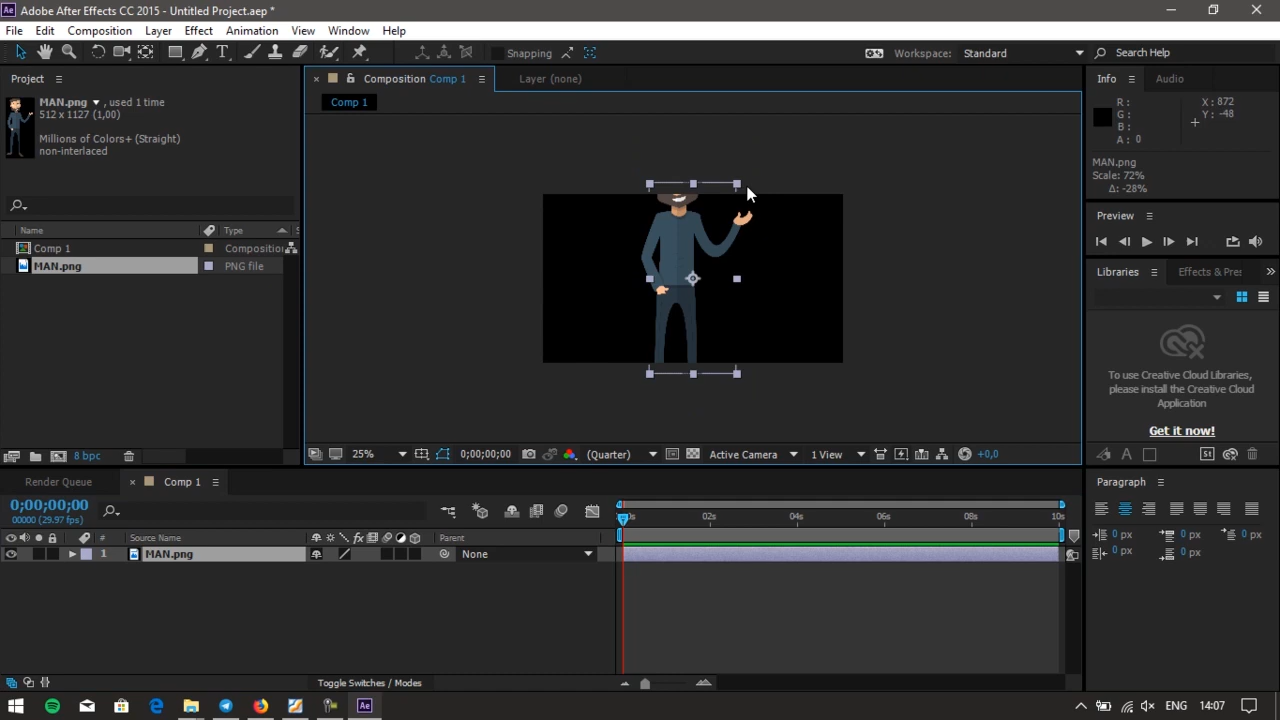 Ae Adobe After Effects CC 2015 - Untitled Project.aep *
File Edit Composition Layer Effect Animation View Window Help
T Snapping Workspace: Standard Search Help
Project
MAN.png , used 1 time
512 x 1127 (1,00)
Millions of Colors+ (Straight)
non-interlaced
Name Type
Comp 1 Compositio
MAN.png PNG file
8 bpc
Composition Comp 1 Layer (none)
Comp 1
25% 0;00;00;00 (Quarter) Active Camera 1 View +0,0
Info Audio
R : X : 872
G : Y : -48
B :
A : 0
MAN.png
Scale: 72%
Δ: -28%
Preview
Libraries Effects & Pres
To use Creative Cloud Libraries,
please install the Creative Cloud
Application
Get it now!
St
Render Queue Comp 1
0;00;00;00
00000 (29.97 fps)
# Source Name fx Parent
1 MAN.png None
0s 02s 04s 06s 08s 10s
Toggle Switches / Modes
Paragraph
0 px 0 px 0 px
0 px 0 px
Ae ENG 14:07